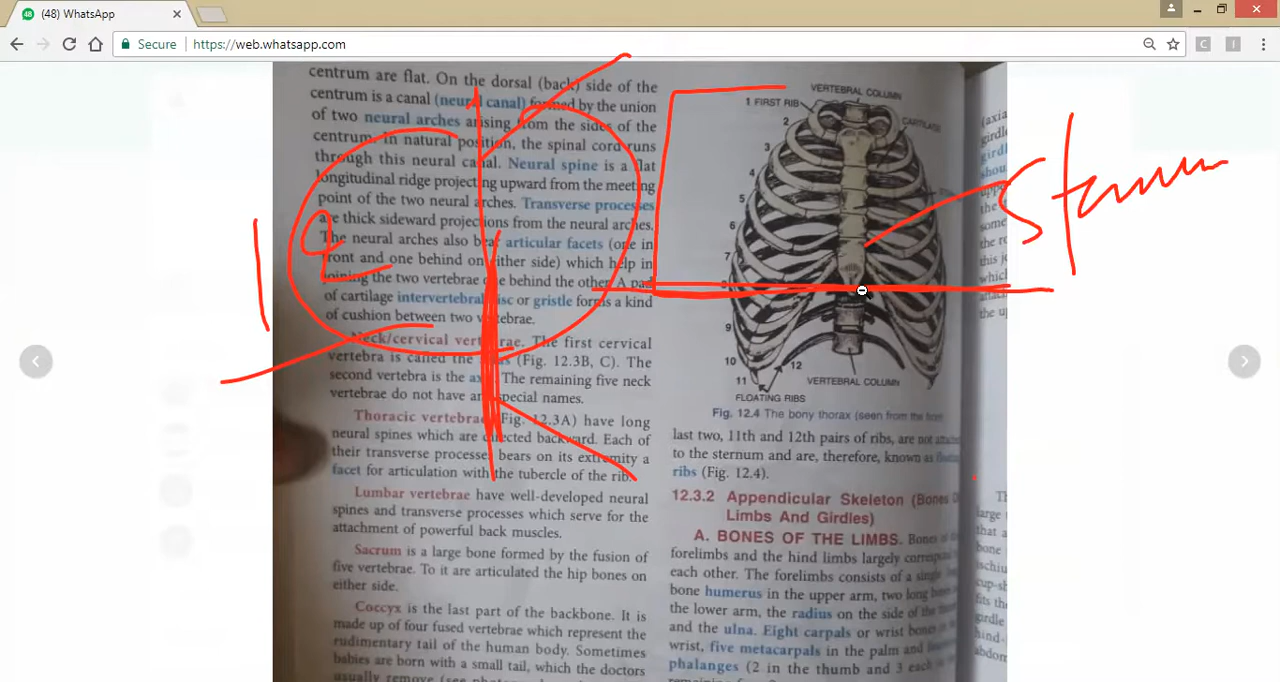 (48) WhatsApp
Secure
https://web.whatsapp.com
centrum are flat. On the dorsal (back) side of the
centrum is a canal (neural canal) formed by the union
of two neural arches arising from the sides of the
centrum. In natural position, the spinal cord runs
through this neural canal. Neural spine is a flat
longitudinal ridge projecting upward from the meeting
point of the two neural arches. Transverse processes
are thick sideward projections from the neural arches.
The neural arches also bear articular facets (one in
front and one behind on either side) which help in
joining the two vertebrae one behind the other. A pad
of cartilage intervertebral disc or gristle forms a kind
of cushion between two vertebrae.
Neck/cervical vertebrae. The first cervical
vertebra is called the (Fig. 12.3B, C). The
second vertebra is the The remaining five neck
vertebrae do not have any special names.
Thoracic vertebrae (Fig. 12.3A) have long
neural spines which are directed backward. Each of
their transverse processes bears on its extremity a
facet for articulation with the tubercle of the rib.
Lumbar vertebrae have well-developed neural
spines and transverse processes which serve for the
attachment of powerful back muscles.
Sacrum is a large bone formed by the fusion of
five vertebrae. To it are articulated the hip bones on
either side.
Coccyx is the last part of the backbone. It is
made up of four fused vertebrae which represent the
rudimentary tail of the human body. Sometimes
babies are born with a small tail, which the doctors
usually remove (see
12
VERTEBRAL COLUMN
1 FIRST RIB
2
CARTILAGE
3
4
5
6
7
8
9
10
11
12
VERTEBRAL COLUMN
FLOATING RIBS
Sternum
Fig. 12.4 The bony thorax (seen from the front
last two, 11th and 12th pairs of ribs, are not
to the sternum and are, therefore, known as
ribs (Fig. 12.4).
12.3.2 Appendicular Skeleton (Bones
Limbs And Girdles)
A. BONES OF THE LIMBS. Bones
forelimbs and the hind limbs largely
each other. The forelimbs consists of a single
bone humerus in the upper arm, two long
the lower arm, the radius on the side of the
and the ulna. Eight carpals or wrist bones
wrist, five metacarpals in the palm and
phalanges (2 in the thumb and 3 each
(axia
girdl